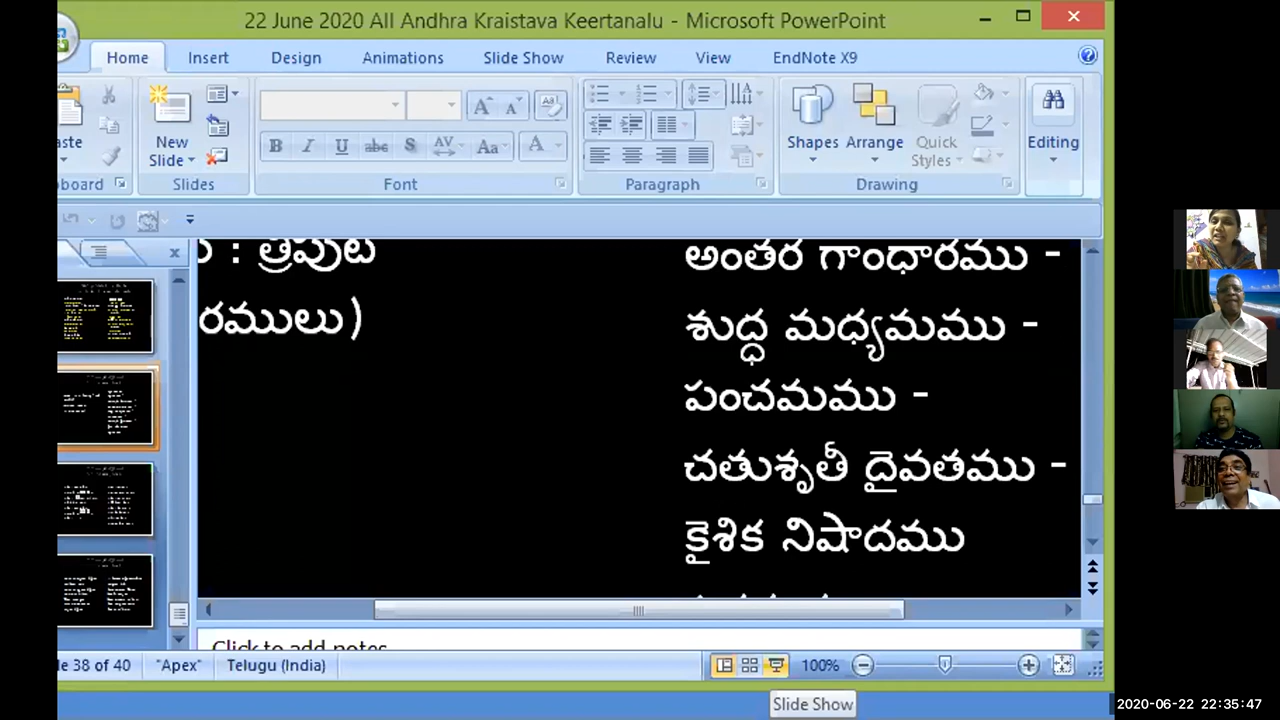 22 June 2020 All Andhra Kraistava Keertanalu - Microsoft PowerPoint
Home Insert Design Animations Slide Show Review View EndNote X9
New
Slide
Slides
Font
Paragraph
Shapes Arrange Quick
Styles
Drawing
Editing
: త్రిపుట
రములు)
అంతర గాంధారము -
శుద్ధ మధ్యమము -
పంచమము -
చతుశృతీ దైవతము -
కైశిక నిషాదము
Click to add notes
38 of 40 "Apex" Telugu (India) 100%
Slide Show
2020-06-22 22:35:47